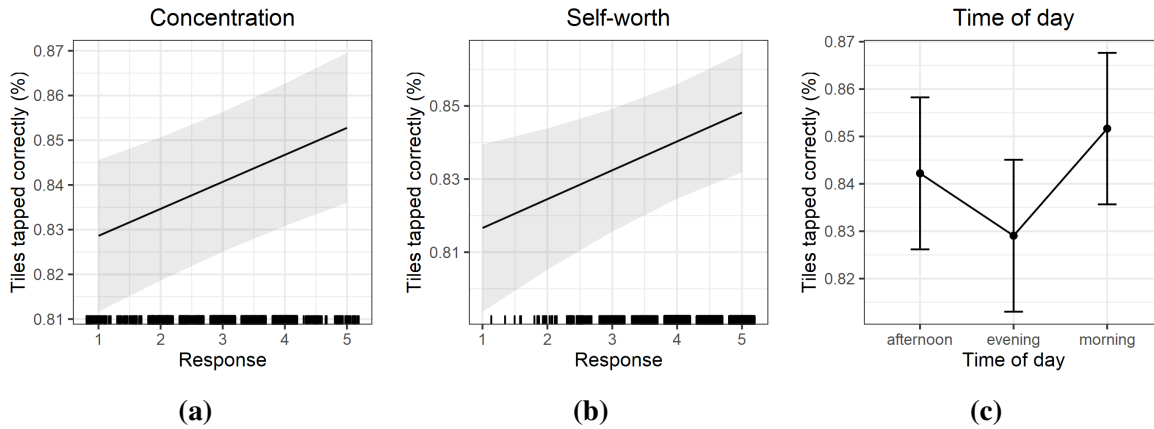 Concentration
Tiles tapped correctly (%)
0.87
0.86
0.85
0.84
0.83
0.82
0.81
1 2 3 4 5
Response
(a)
Self-worth
Tiles tapped correctly (%)
0.85
0.83
0.81
1 2 3 4 5
Response
(b)
Time of day
Tiles tapped correctly (%)
0.87
0.86
0.85
0.84
0.83
0.82
afternoon evening morning
Time of day
(c)